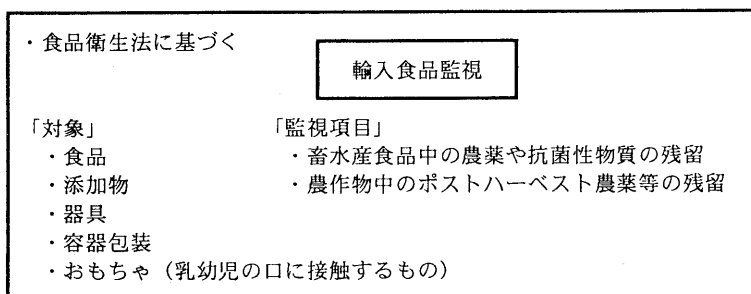 ・食品衛生法に基づく
輸入食品監視
「対象」 「監視項目」
・食品 ・畜水産食品中の農薬や抗菌性物質の残留
・添加物 ・農作物中のポストハーベスト農薬等の残留
・器具
・容器包装
・おもちゃ（乳幼児の口に接触するもの）